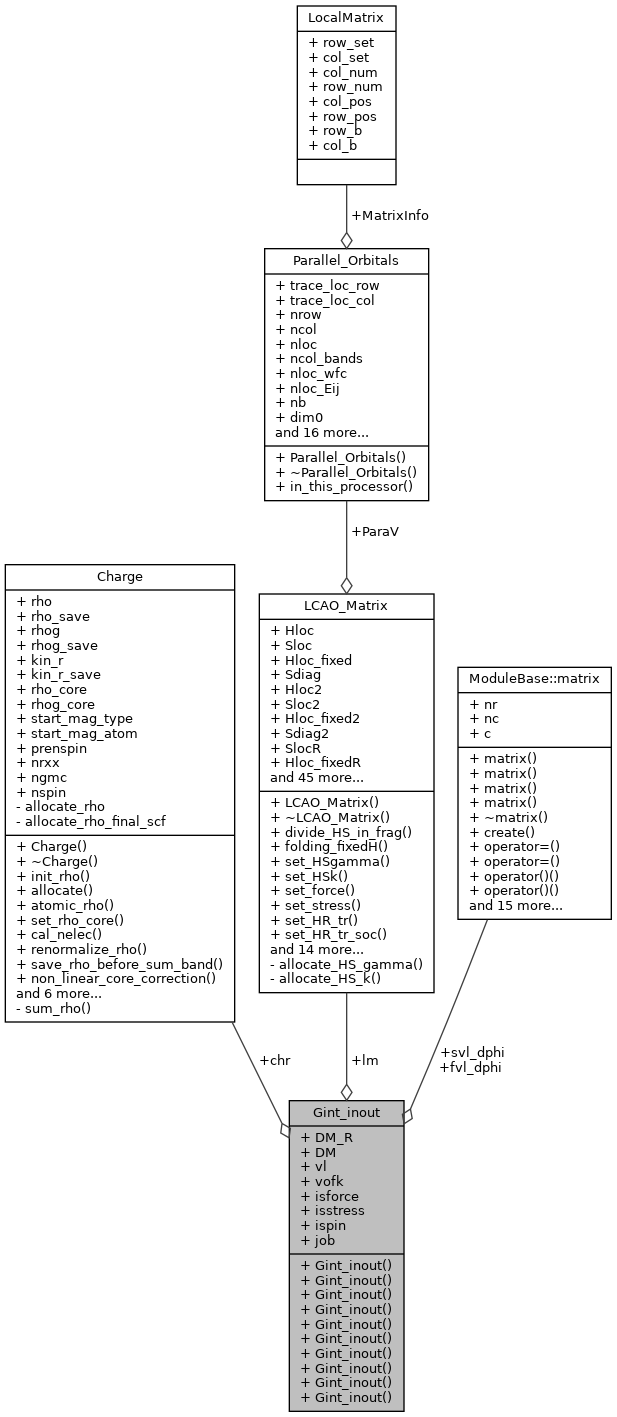 LocalMatrix
+ row_set
+ col_set
+ col_num
+ row_num
+ col_pos
+ row_pos
+ row_b
+ col_b
+MatrixInfo
Parallel_Orbitals
+ trace_loc_row
+ trace_loc_col
+ nrow
+ ncol
+ nloc
+ ncol_bands
+ nloc_wfc
+ nloc_Eij
+ nb
+ dim0
and 16 more...
+ Parallel_Orbitals()
+ ~Parallel_Orbitals()
+ in_this_processor()
+ParaV
Charge
+ rho
+ rho_save
+ rhog
+ rhog_save
+ kin_r
+ kin_r_save
+ rho_core
+ rhog_core
+ start_mag_type
+ start_mag_atom
+ prenspin
+ nrxx
+ ngmc
+ nspin
- allocate_rho
- allocate_rho_final_scf
+ Charge()
+ ~Charge()
+ init_rho()
+ allocate()
+ atomic_rho()
+ set_rho_core()
+ cal_nelec()
+ renormalize_rho()
+ save_rho_before_sum_band()
+ non_linear_core_correction()
and 6 more...
- sum_rho()
+chr
LCAO_Matrix
+ Hloc
+ Sloc
+ Hloc_fixed
+ Sdiag
+ Hloc2
+ Sloc2
+ Hloc_fixed2
+ Sdiag2
+ SlocR
+ Hloc_fixedR
and 45 more...
+ LCAO_Matrix()
+ ~LCAO_Matrix()
+ divide_HS_in_frag()
+ folding_fixedH()
+ set_HSgamma()
+ set_HSk()
+ set_force()
+ set_stress()
+ set_HR_tr()
+ set_HR_tr_soc()
and 14 more...
- allocate_HS_gamma()
- allocate_HS_k()
+lm
ModuleBase::matrix
+ nr
+ nc
+ c
+ matrix()
+ matrix()
+ matrix()
+ matrix()
+ ~matrix()
+ create()
+ operator=()
+ operator=()
+ operator()()
+ operator()()
and 15 more...
+svl_dphi
+fvl_dphi
Gint_inout
+ DM_R
+ DM
+ vl
+ vofk
+ isforce
+ isstress
+ ispin
+ job
+ Gint_inout()
+ Gint_inout()
+ Gint_inout()
+ Gint_inout()
+ Gint_inout()
+ Gint_inout()
+ Gint_inout()
+ Gint_inout()
+ Gint_inout()
+ Gint_inout()